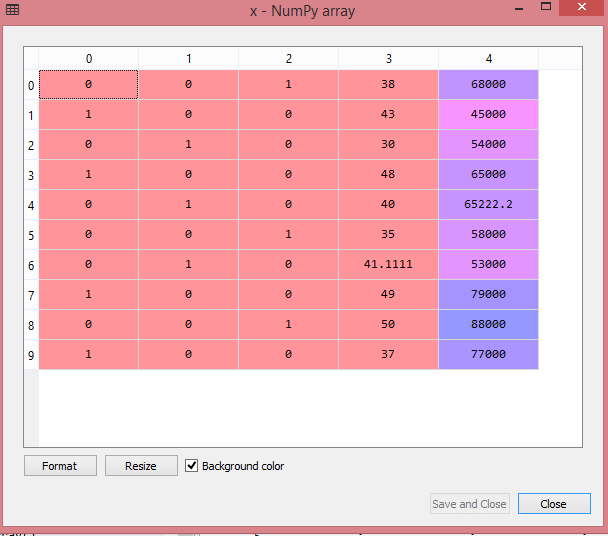 x - NumPy array
0 1 2 3 4
0 0 0 1 38 68000
1 1 0 0 43 45000
2 0 1 0 30 54000
3 1 0 0 48 65000
4 0 1 0 40 65222.2
5 0 0 1 35 58000
6 0 1 0 41.1111 53000
7 1 0 0 49 79000
8 0 0 1 50 88000
9 1 0 0 37 77000
Format Resize Background color
Save and Close Close